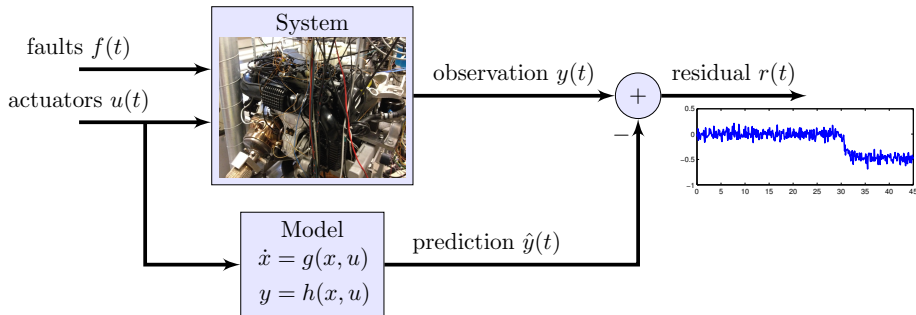 System
faults f(t)
actuators u(t)
observation y(t)
+
residual r(t)
−
0.5
0
−0.5
−1
0 5 10 15 20 25 30 35 40 45
Model
ẋ = g(x, u)
y = h(x, u)
prediction ŷ(t)